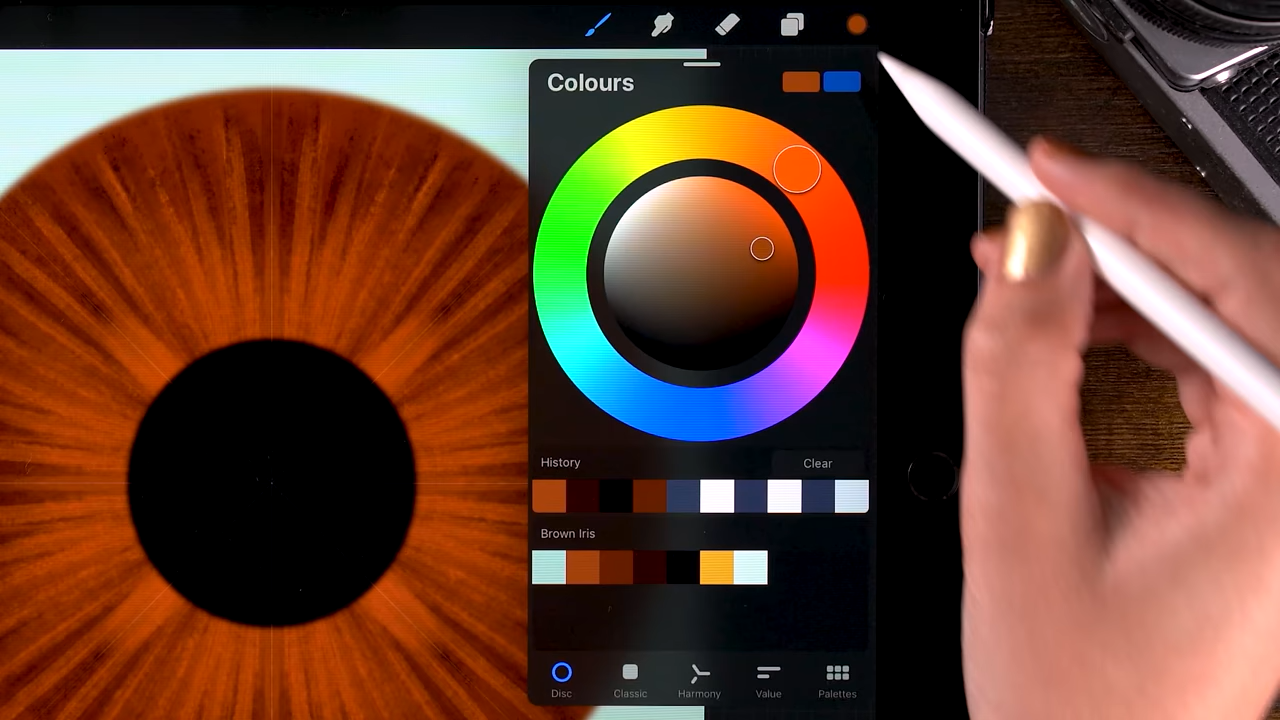 Colours
History
Clear
Brown Iris
Disc
Classic
Harmony
Value
Palettes